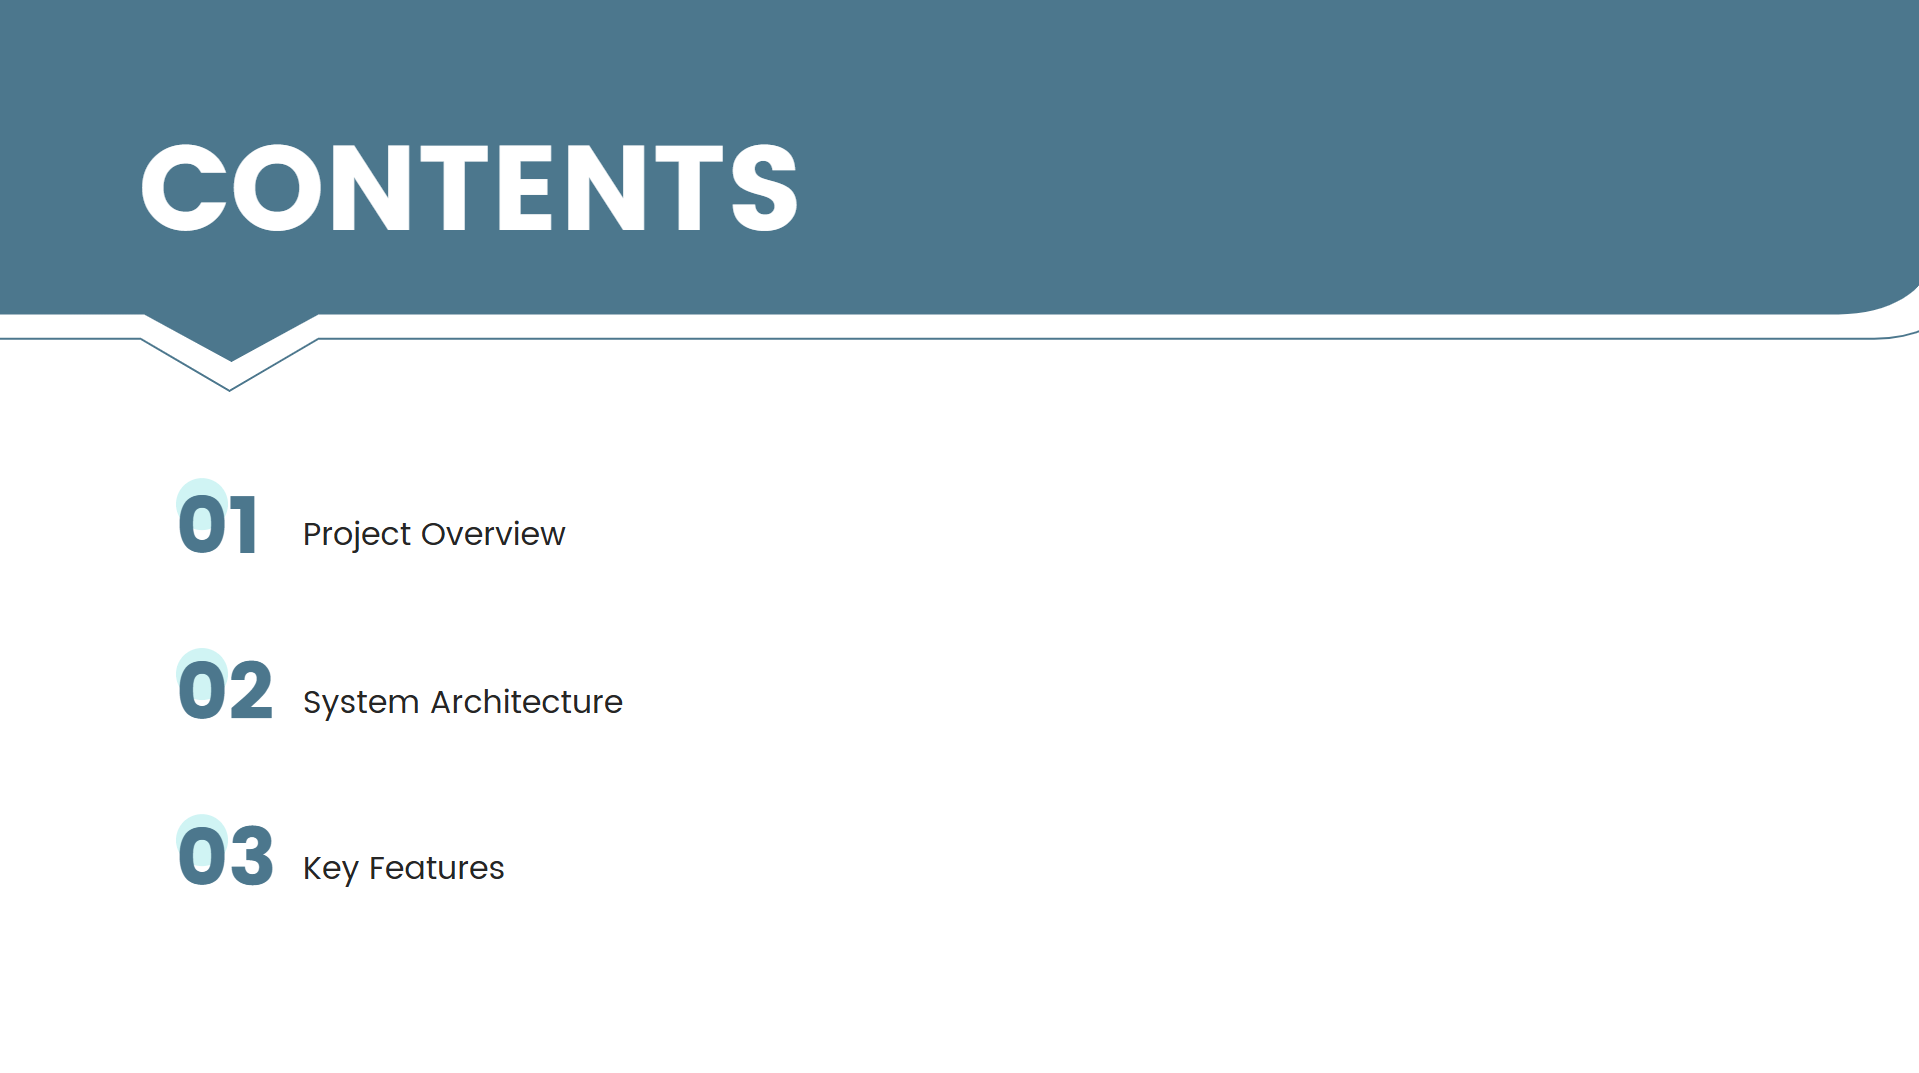 CONTENTS
01 Project Overview
02 System Architecture
03 Key Features